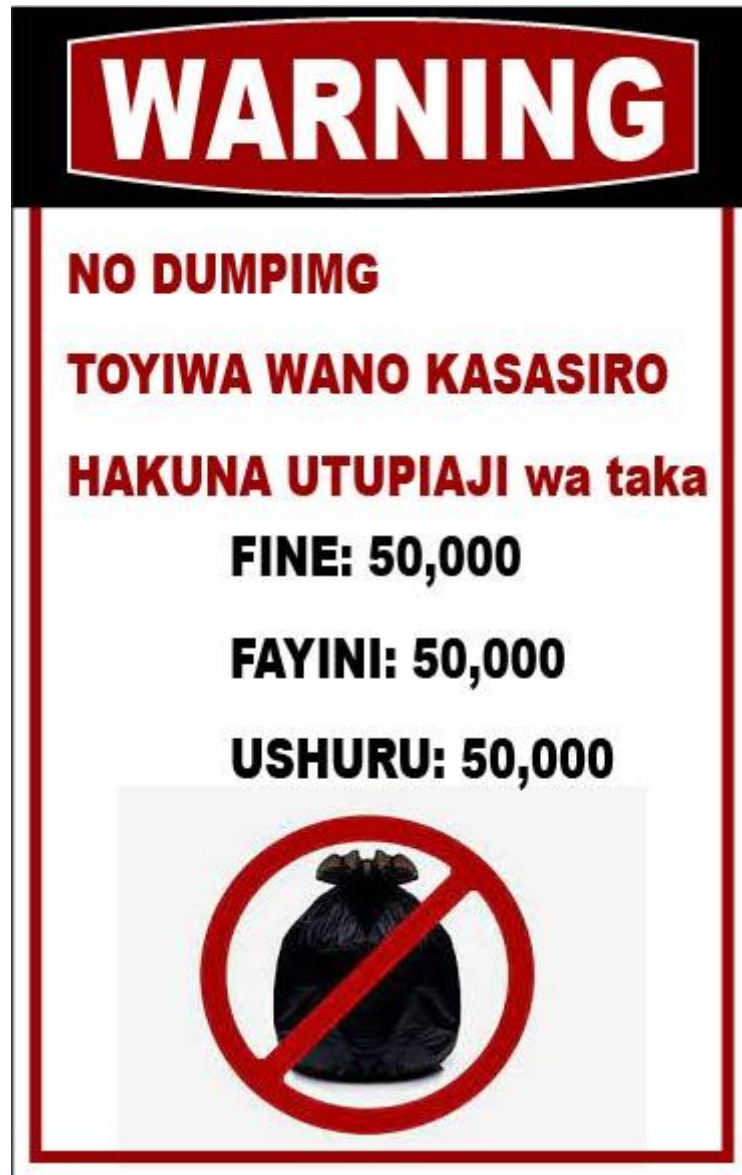 WARNING
NO DUMPIMG
TOYIWA WANO KASASIRO
HAKUNA UTUPIAJI wa taka
FINE: 50,000
FAYINI: 50,000
USHURU: 50,000